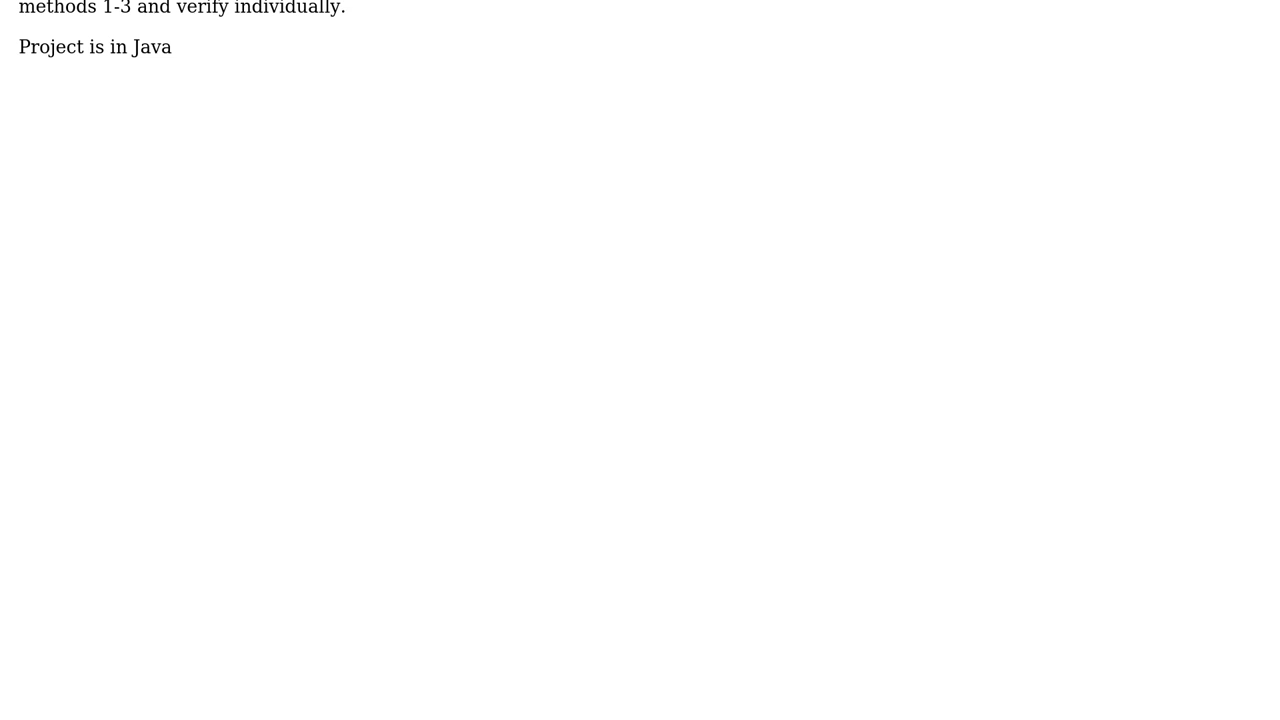 methods 1-3 and verify individually.
Project is in Java